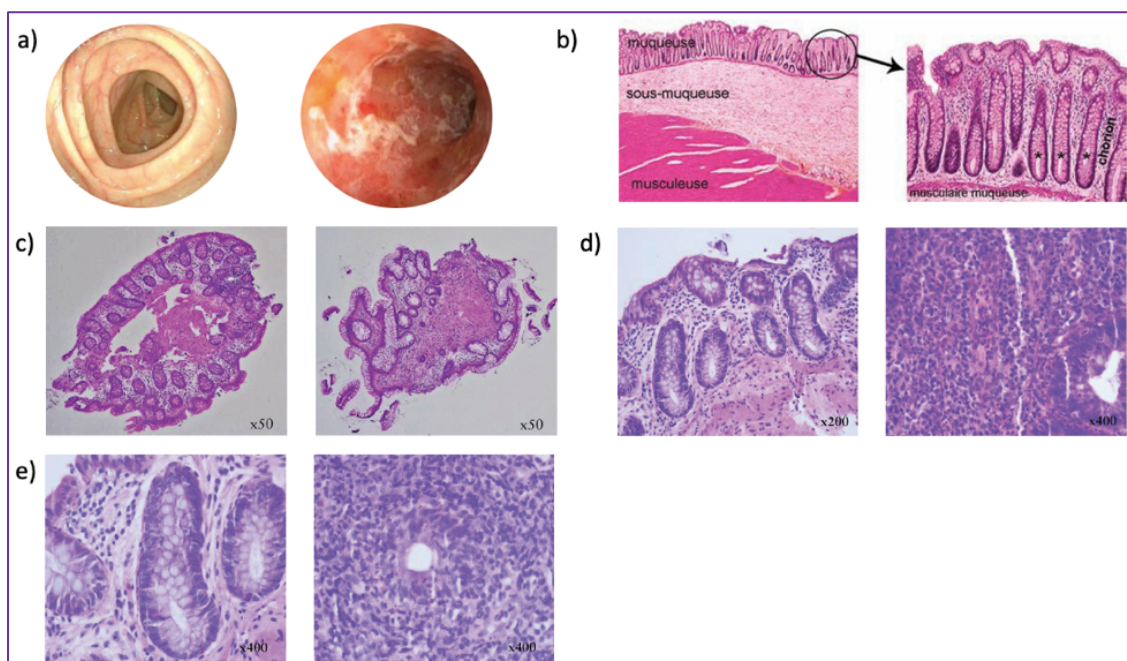 a)
b)
muqueuse
sous-muqueuse
musculeuse
chorion
* * *
musculaire muqueuse
c)
x50
x50
d)
x200
x400
e)
x400
x400